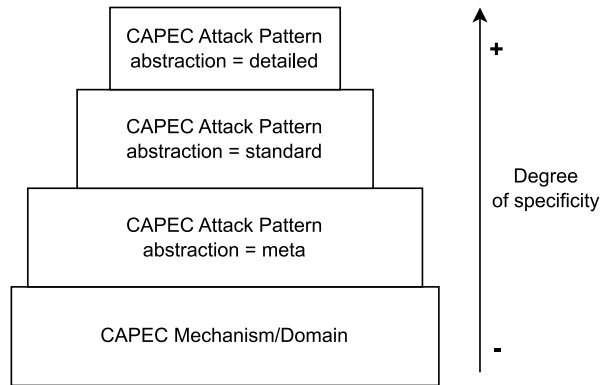 CAPEC Attack Pattern
abstraction = detailed
+
CAPEC Attack Pattern
abstraction = standard
Degree
of specificity
CAPEC Attack Pattern
abstraction = meta
CAPEC Mechanism/Domain
-